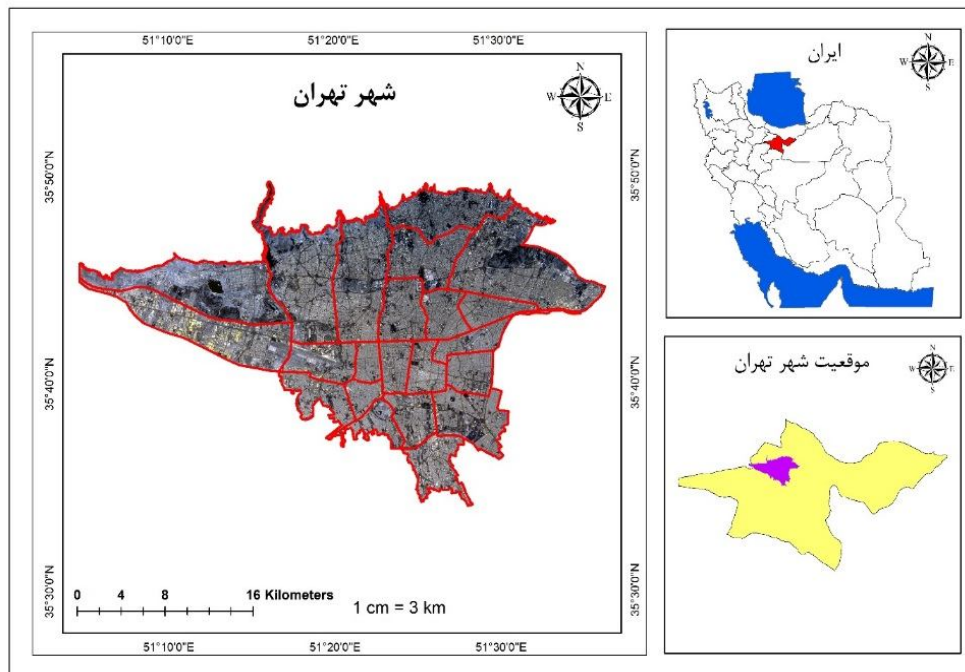 51°10'0"E 51°20'0"E 51°30'0"E
شهر تهران
N
W E
S
35°50'0"N
35°40'0"N
35°30'0"N
35°50'0"N
35°40'0"N
35°30'0"N
0 4 8 16 Kilometers
1 cm = 3 km
51°10'0"E 51°20'0"E 51°30'0"E
ایران
N
W E
S
موقعیت شهر تهران
N
W E
S